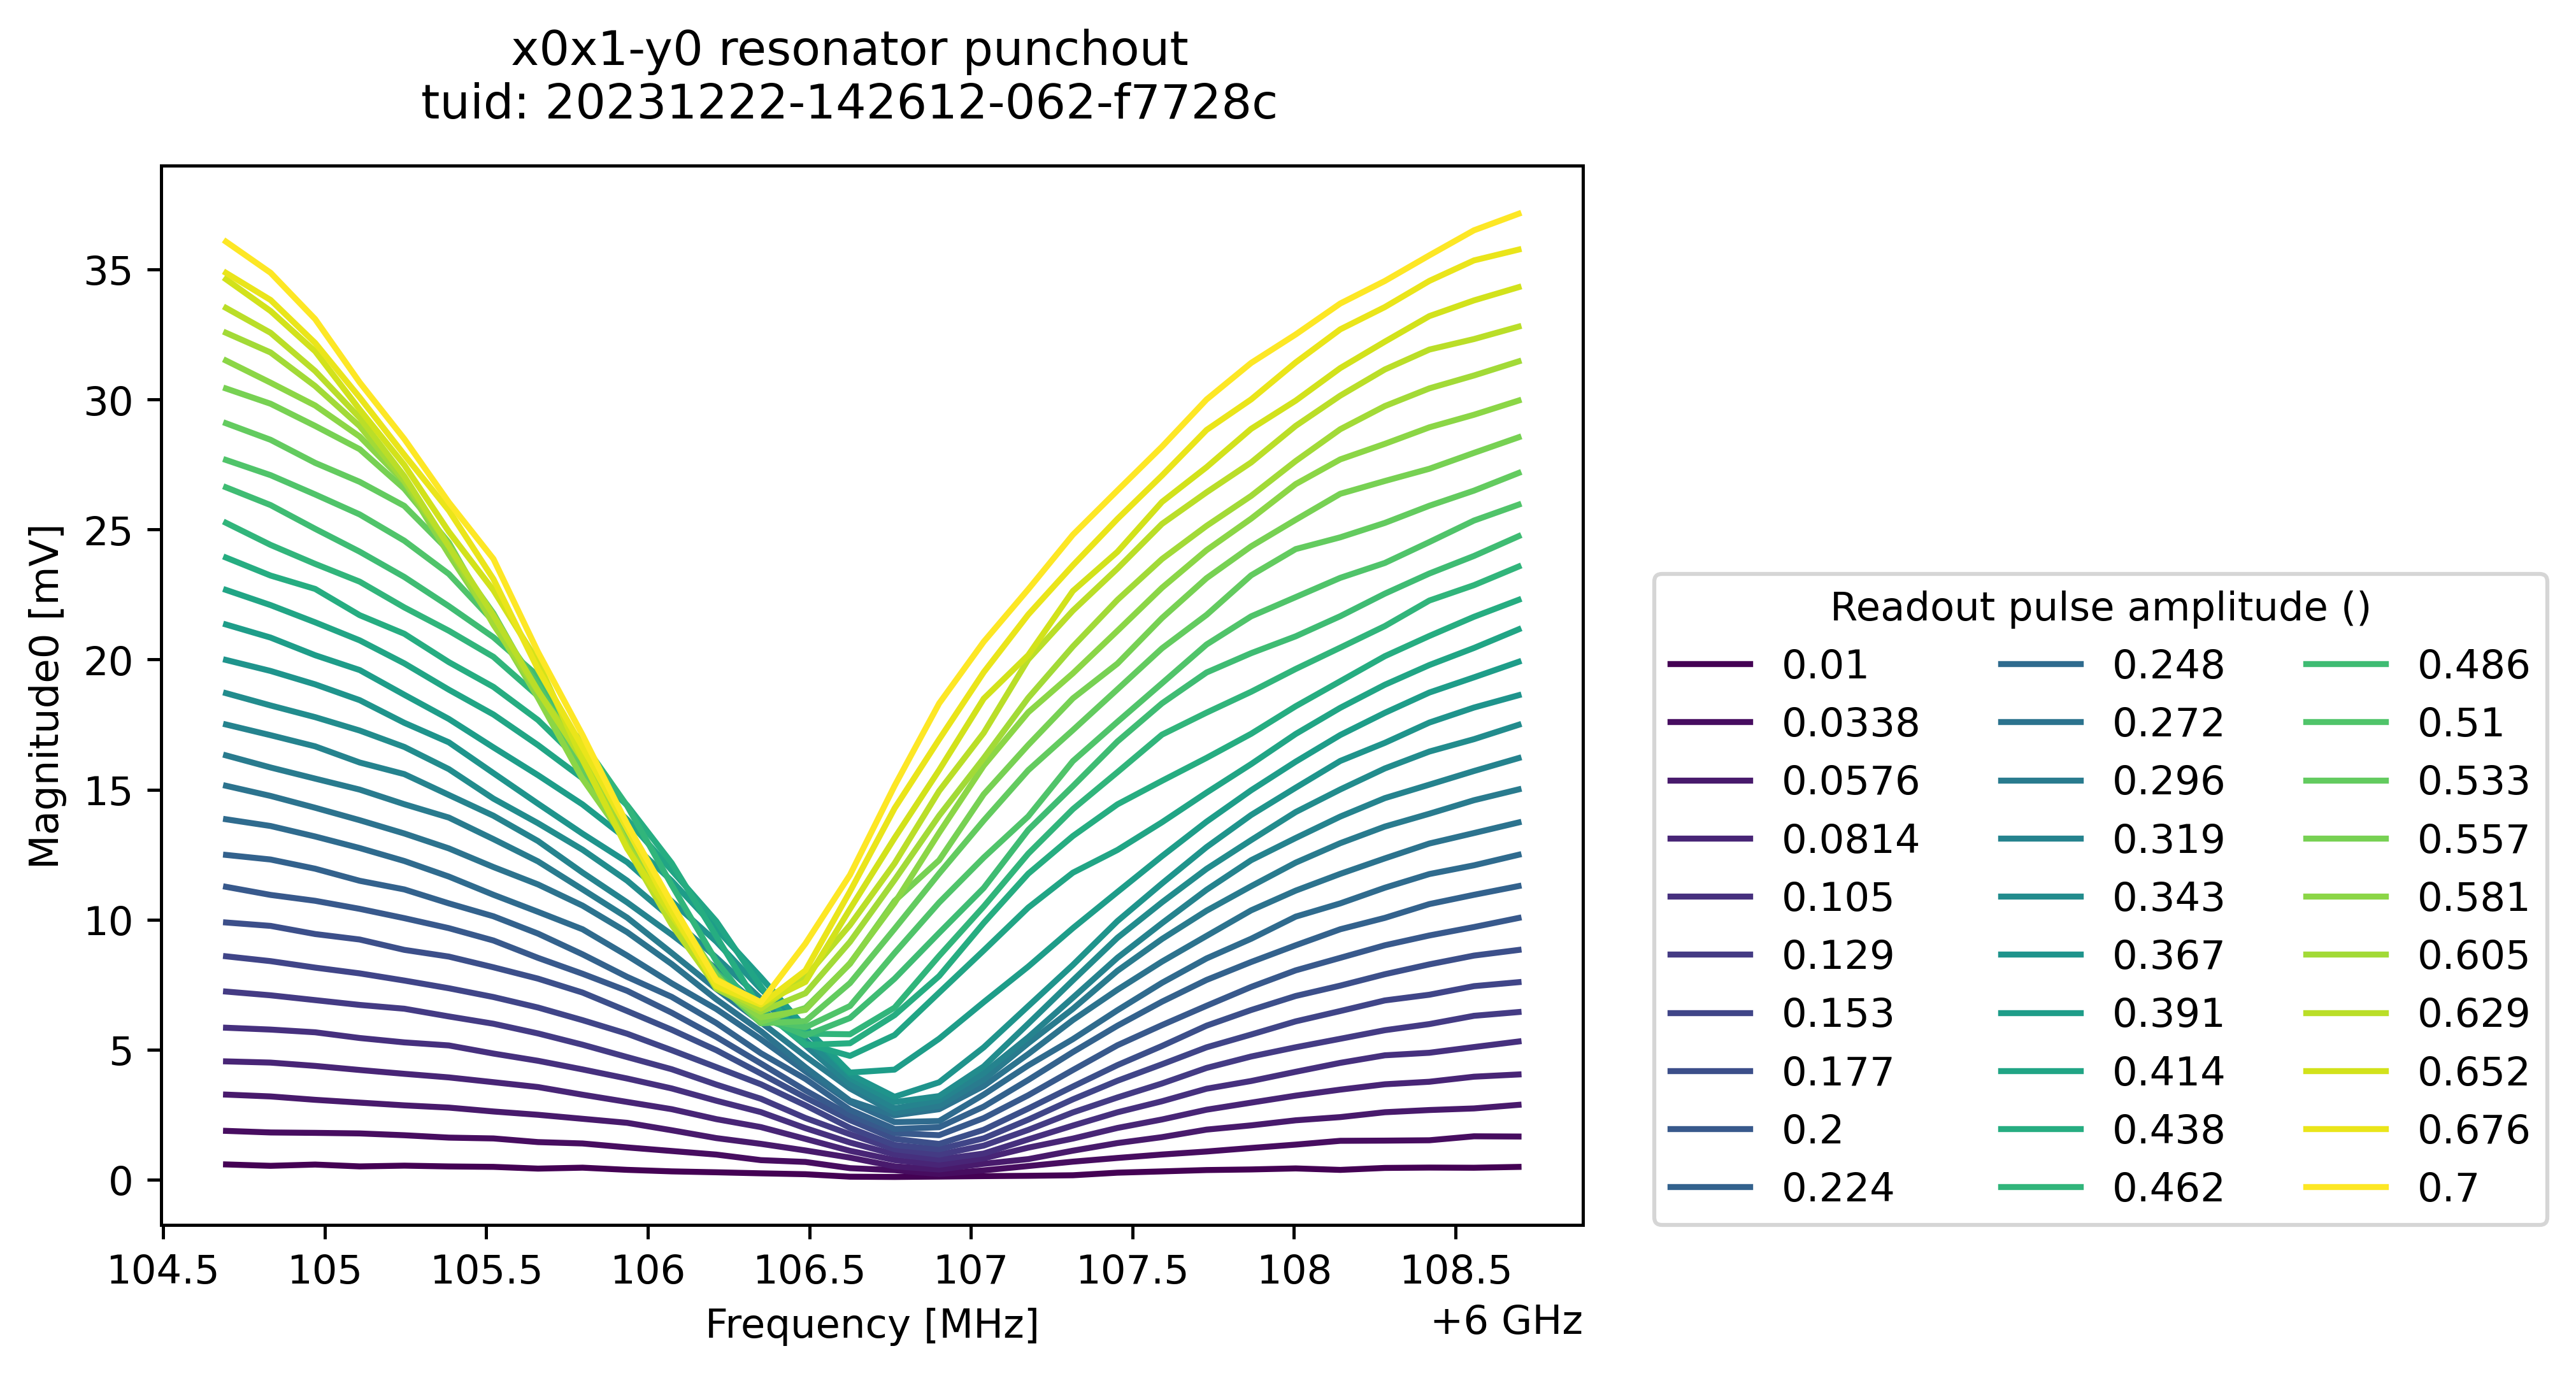 x0x1-y0 resonator punchout
tuid: 20231222-142612-062-f7728c
Magnitude0 [mV]
35
30
25
20
15
10
5
0
104.5 105 105.5 106 106.5 107 107.5 108 108.5
Frequency [MHz]
+6 GHz
Readout pulse amplitude ()
0.01 0.248 0.486
0.0338 0.272 0.51
0.0576 0.296 0.533
0.0814 0.319 0.557
0.105 0.343 0.581
0.129 0.367 0.605
0.153 0.391 0.629
0.177 0.414 0.652
0.2 0.438 0.676
0.224 0.462 0.7